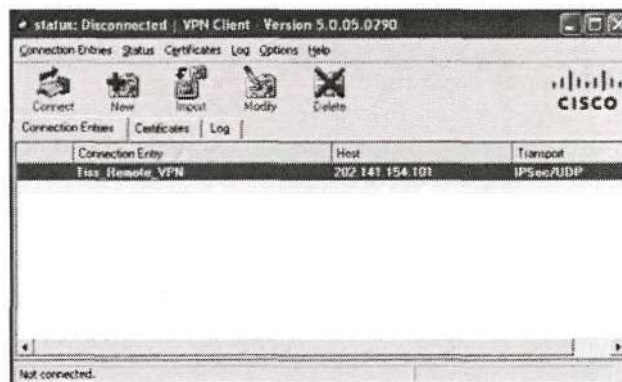 status: Disconnected | VPN Client - Version 5.0.05.0290
Connection Entries Status Certificates Log Options Help
Connect New Import Modify Delete
CISCO
Connection Entries Certificates Log
Connection Entry Host Transport
Tiss_Remote_VPN 202.141.154.101 IPSec/UDP
Not connected.